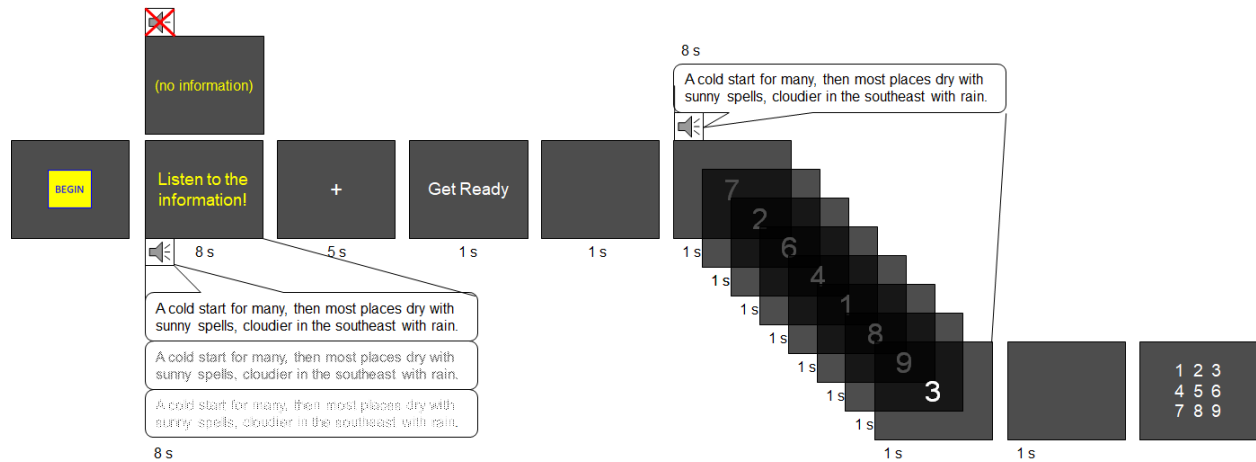 8 s
(no information)
A cold start for many, then most places dry with
sunny spells, cloudier in the southeast with rain.
BEGIN
Listen to the
information!
+
Get Ready
8 s
5 s
1 s
1 s
1 s
7
1 s
2
1 s
6
1 s
4
1 s
1
1 s
8
1 s
9
1 s
3
1 s
1 s
A cold start for many, then most places dry with
sunny spells, cloudier in the southeast with rain.
A cold start for many, then most places dry with
sunny spells, cloudier in the southeast with rain.
A cold start for many, then most places dry with
sunny spells, cloudier in the southeast with rain.
8 s
1 2 3
4 5 6
7 8 9